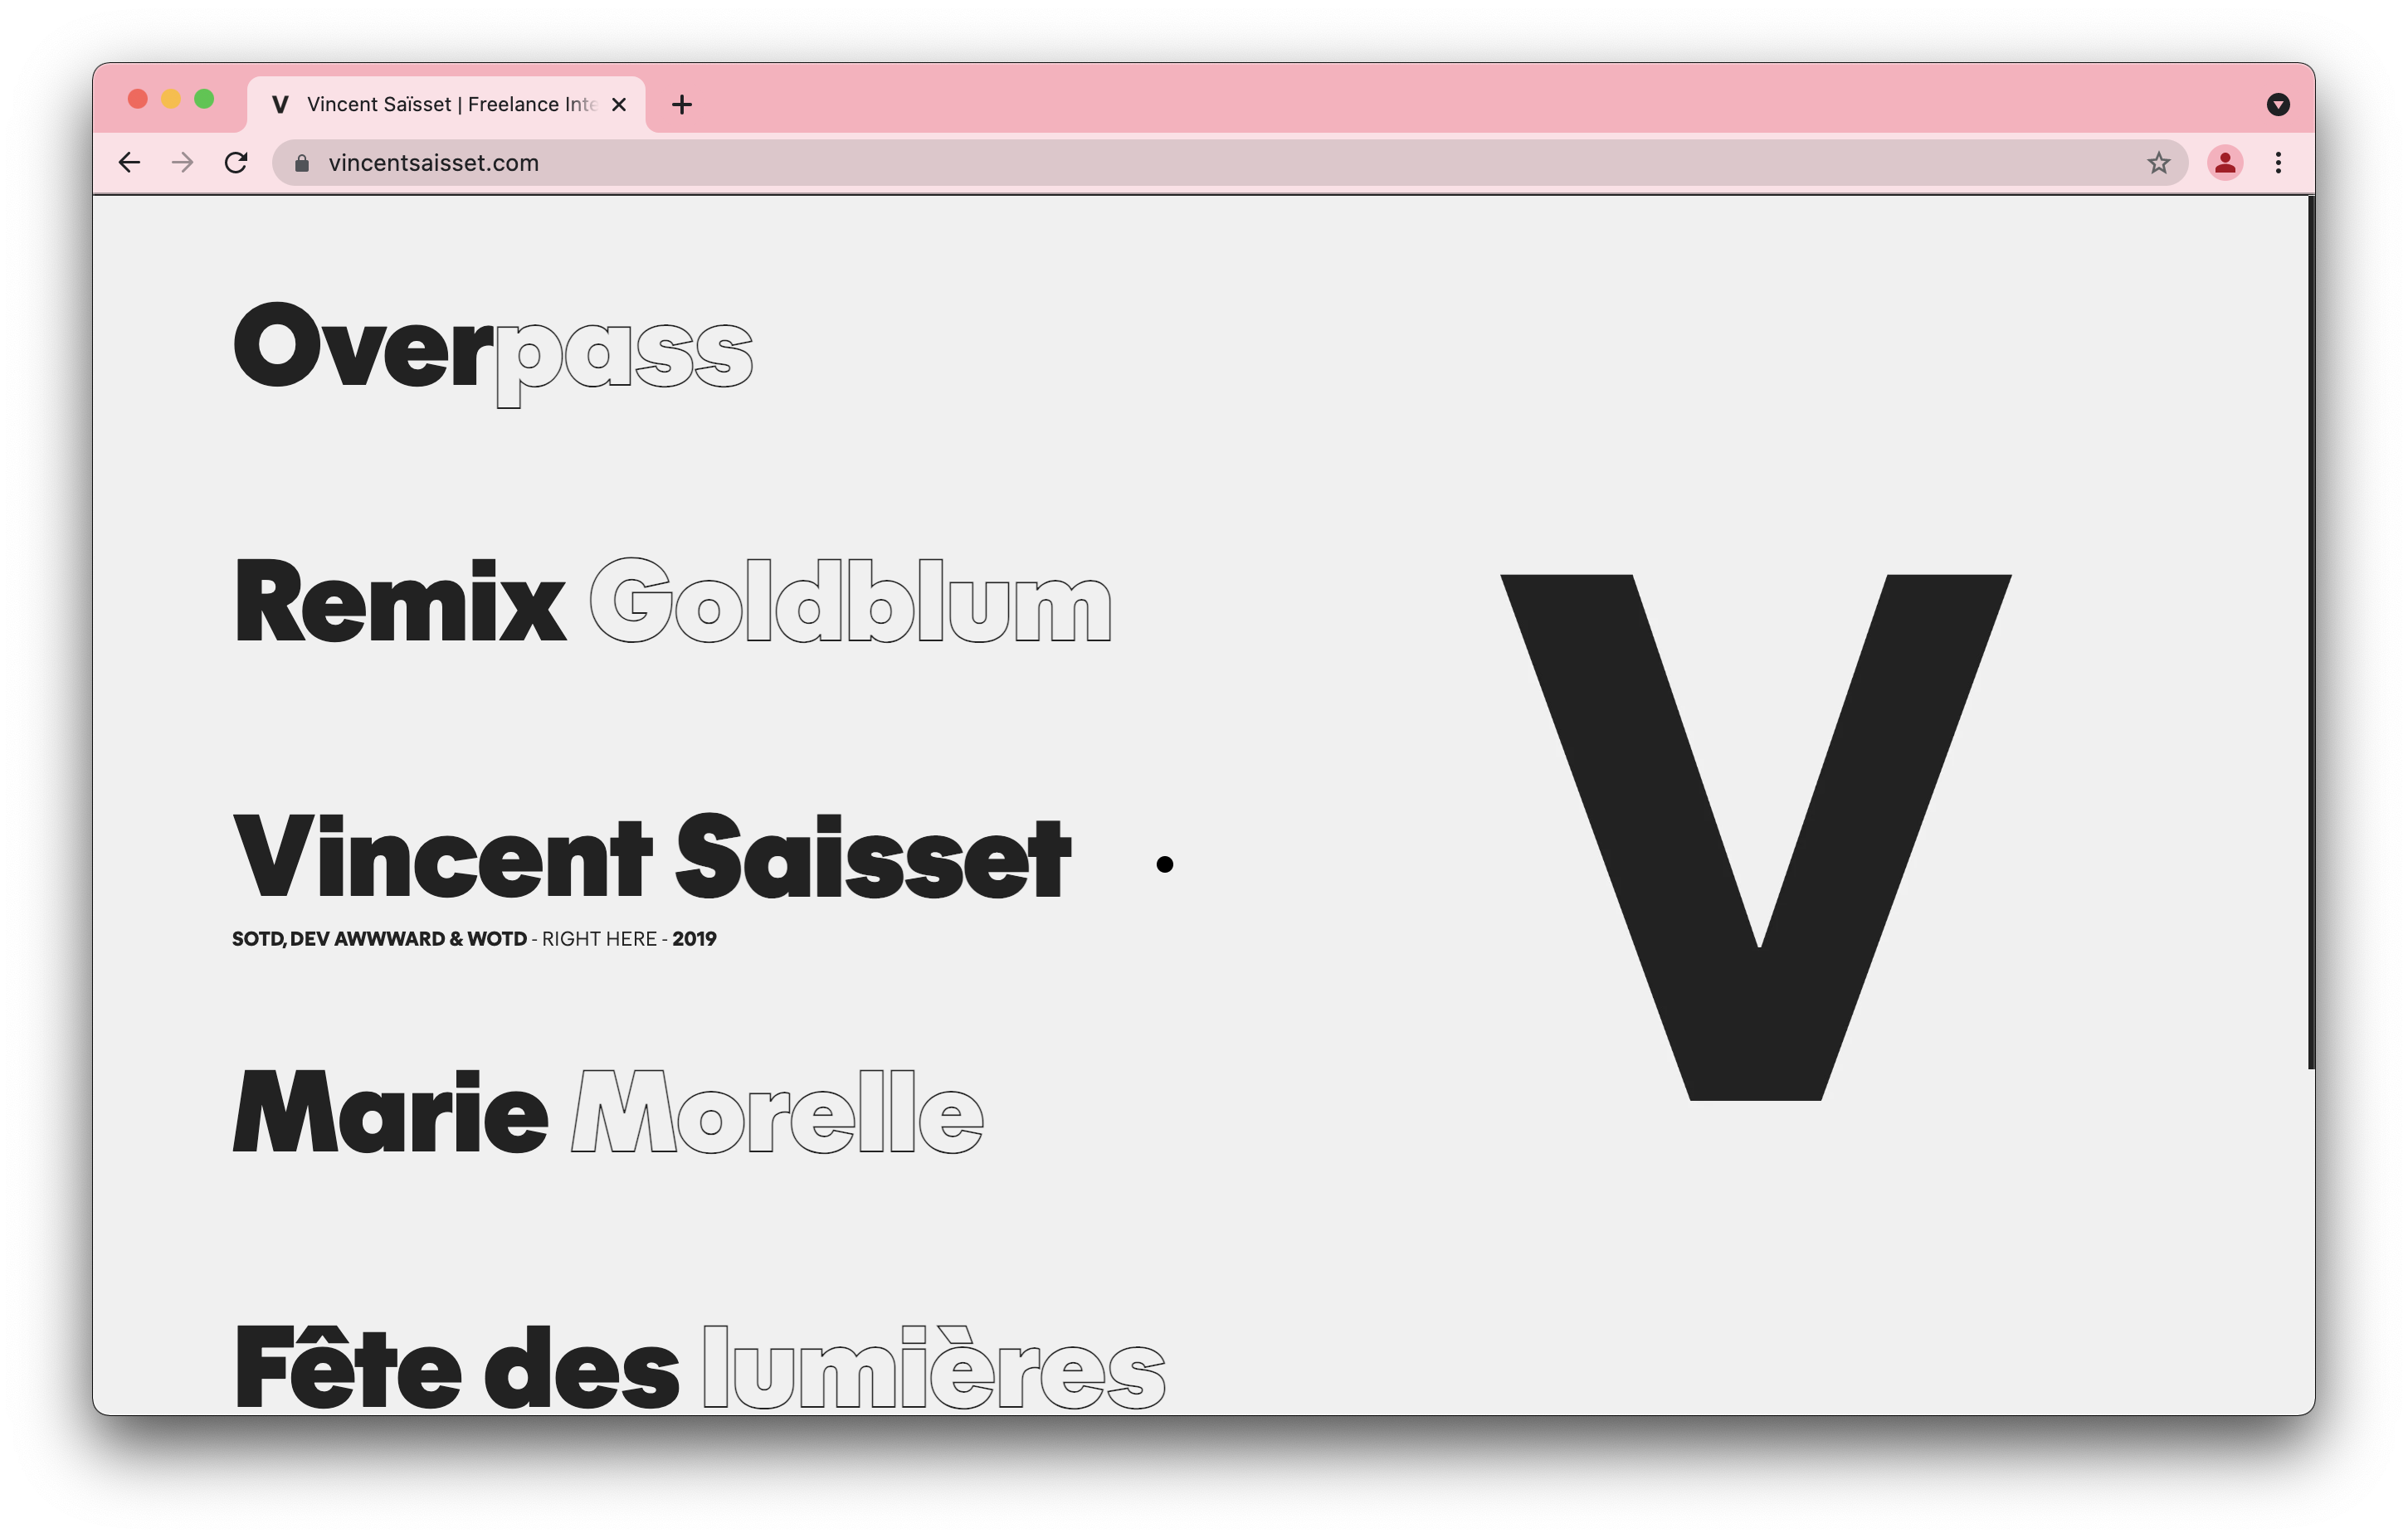 V Vincent Saïsset | Freelance Inte
vincentsaisset.com
Overpass
Remix Goldblum
Vincent Saisset
SOTD, DEV AWWWARD & WOTD - RIGHT HERE - 2019
Marie Morelle
Fête des lumières
V